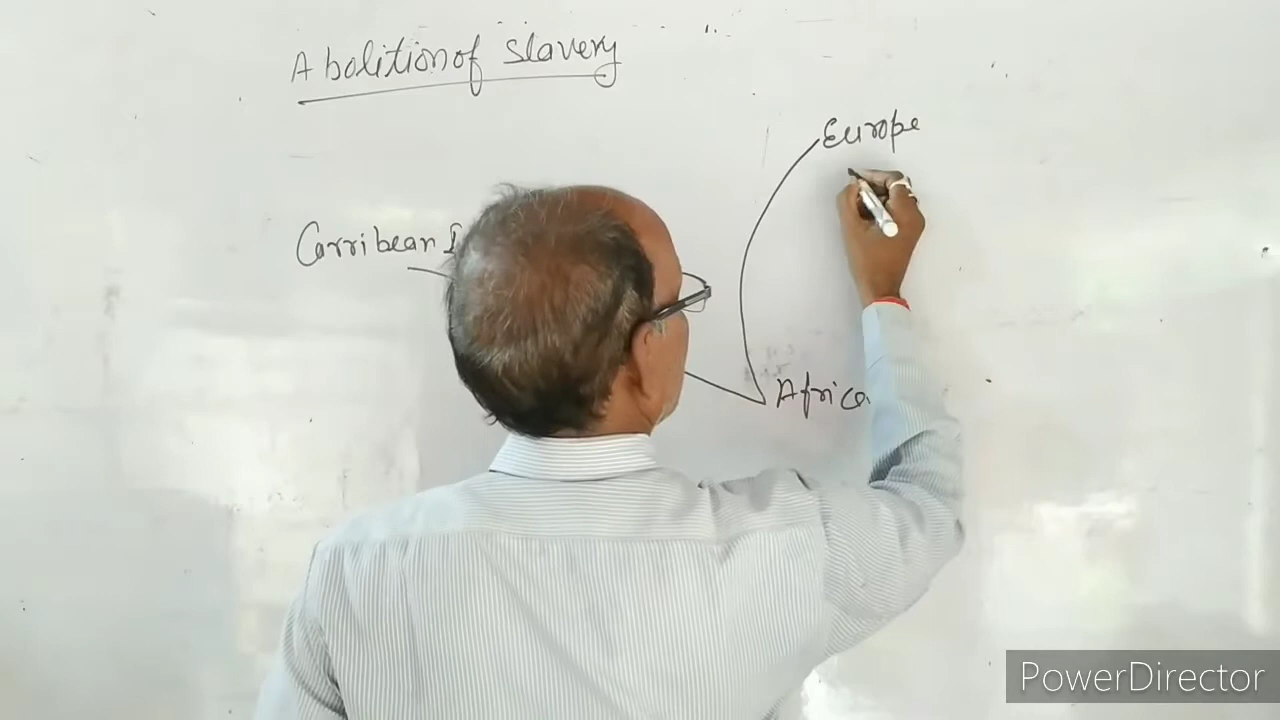 Abolition of Slavery
Europe
Carribean I
Africa
PowerDirector